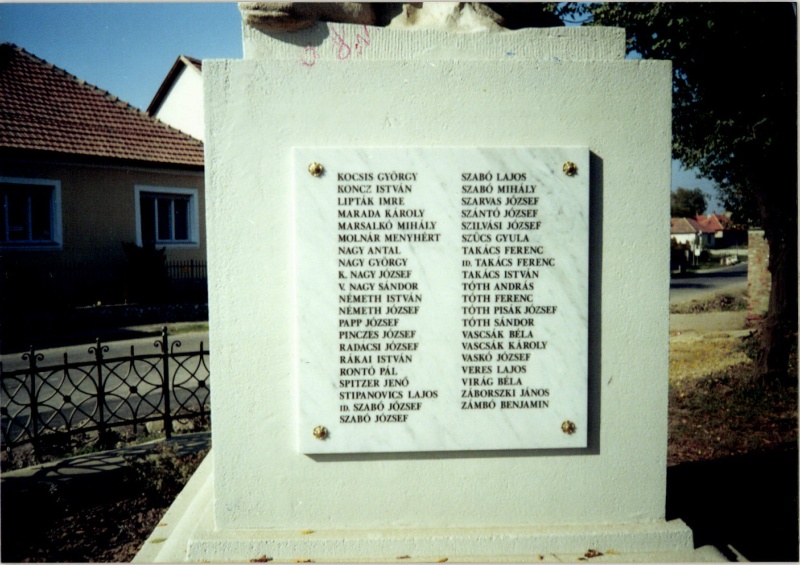 KOCSIS GYÖRGY
KONCZ ISTVÁN
LIPTÁK IMRE
MARADA KÁROLY
MARSALKÓ MIHÁLY
MOLNÁR MENYHÉRT
NAGY ANTAL
NAGY GYÖRGY
K. NAGY JÓZSEF
V. NAGY SÁNDOR
NÉMETH ISTVÁN
NÉMETH JÓZSEF
PAPP JÓZSEF
PINCZES JÓZSEF
RADACSI JÓZSEF
RÁKAI ISTVÁN
RONTÓ PÁL
SPITZER JENŐ
STIPANOVICS LAJOS
ID. SZABÓ JÓZSEF
SZABÓ JÓZSEF
SZABÓ LAJOS
SZABÓ MIHÁLY
SZARVAS JÓZSEF
SZÁNTÓ JÓZSEF
SZILVÁSI JÓZSEF
SZŰCS GYULA
TAKÁCS FERENC
ID. TAKÁCS FERENC
TAKÁCS ISTVÁN
TÓTH ANDRÁS
TÓTH FERENC
TÓTH PISÁK JÓZSEF
TÓTH SÁNDOR
VASCSÁK BÉLA
VASCSÁK KÁROLY
VASKÓ JÓZSEF
VERES LAJOS
VIRÁG BÉLA
ZÁBORSZKI JÁNOS
ZÁMBÓ BENJAMIN